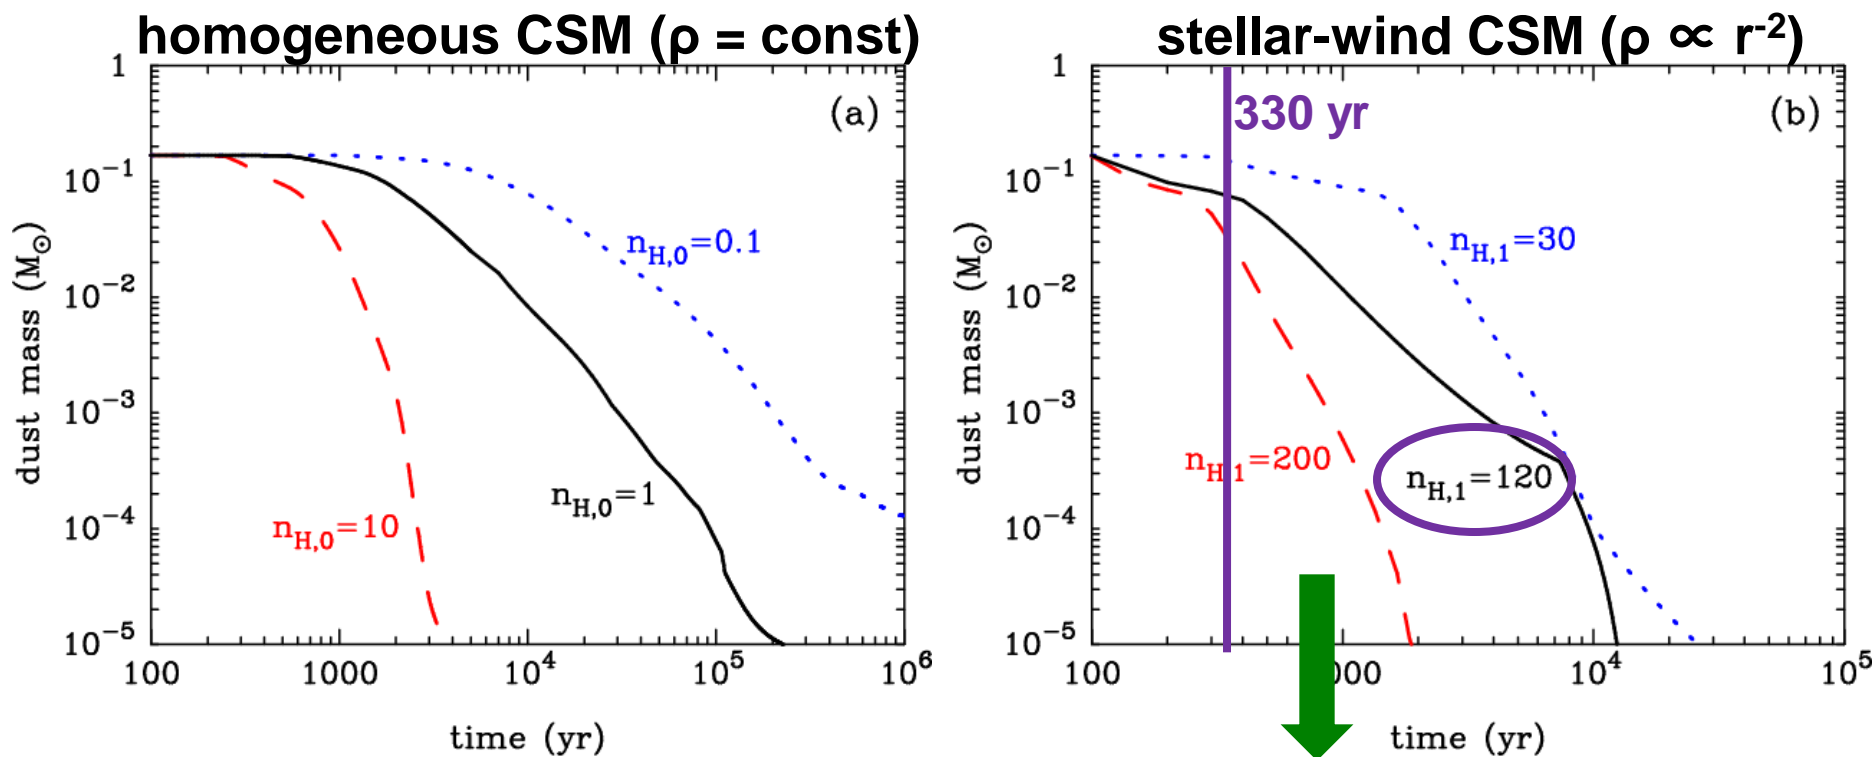 homogeneous CSM (ρ = const)
stellar-wind CSM (ρ ∝ r⁻²)
(a)
1
10⁻¹
10⁻²
10⁻³
10⁻⁴
10⁻⁵
dust mass (M☉)
n_H,0=0.1
n_H,0=1
n_H,0=10
100 1000 10⁴ 10⁵ 10⁶
time (yr)
330 yr
(b)
1
10⁻¹
10⁻²
10⁻³
10⁻⁴
10⁻⁵
dust mass (M☉)
n_H,1=30
n_H,1=200
n_H,1=120
100 000 10⁴ 10⁵
time (yr)